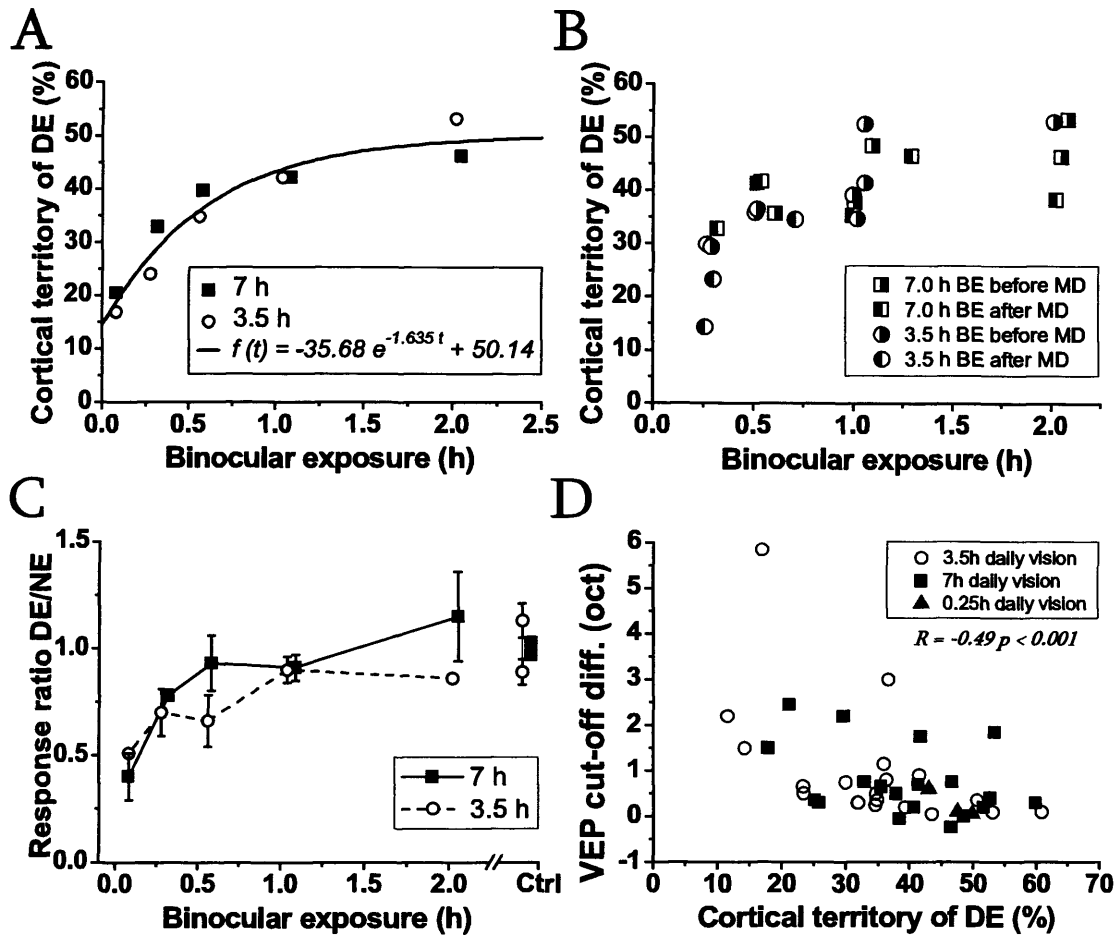 A
Cortical territory of DE (%)
60
50
40
30
20
10
0
7 h
3.5 h
f (t) = -35.68 e^-1.635 t + 50.14
0.0 0.5 1.0 1.5 2.0 2.5
Binocular exposure (h)
B
Cortical territory of DE (%)
60
50
40
30
20
10
0
7.0 h BE before MD
7.0 h BE after MD
3.5 h BE before MD
3.5 h BE after MD
0.0 0.5 1.0 1.5 2.0
Binocular exposure (h)
C
Response ratio DE/NE
1.5
1.0
0.5
0.0
7 h
3.5 h
0.0 0.5 1.0 1.5 2.0 Ctrl
Binocular exposure (h)
D
VEP cut-off diff. (oct)
6
5
4
3
2
1
0
-1
3.5h daily vision
7h daily vision
0.25h daily vision
R = -0.49 p < 0.001
0 10 20 30 40 50 60 70
Cortical territory of DE (%)